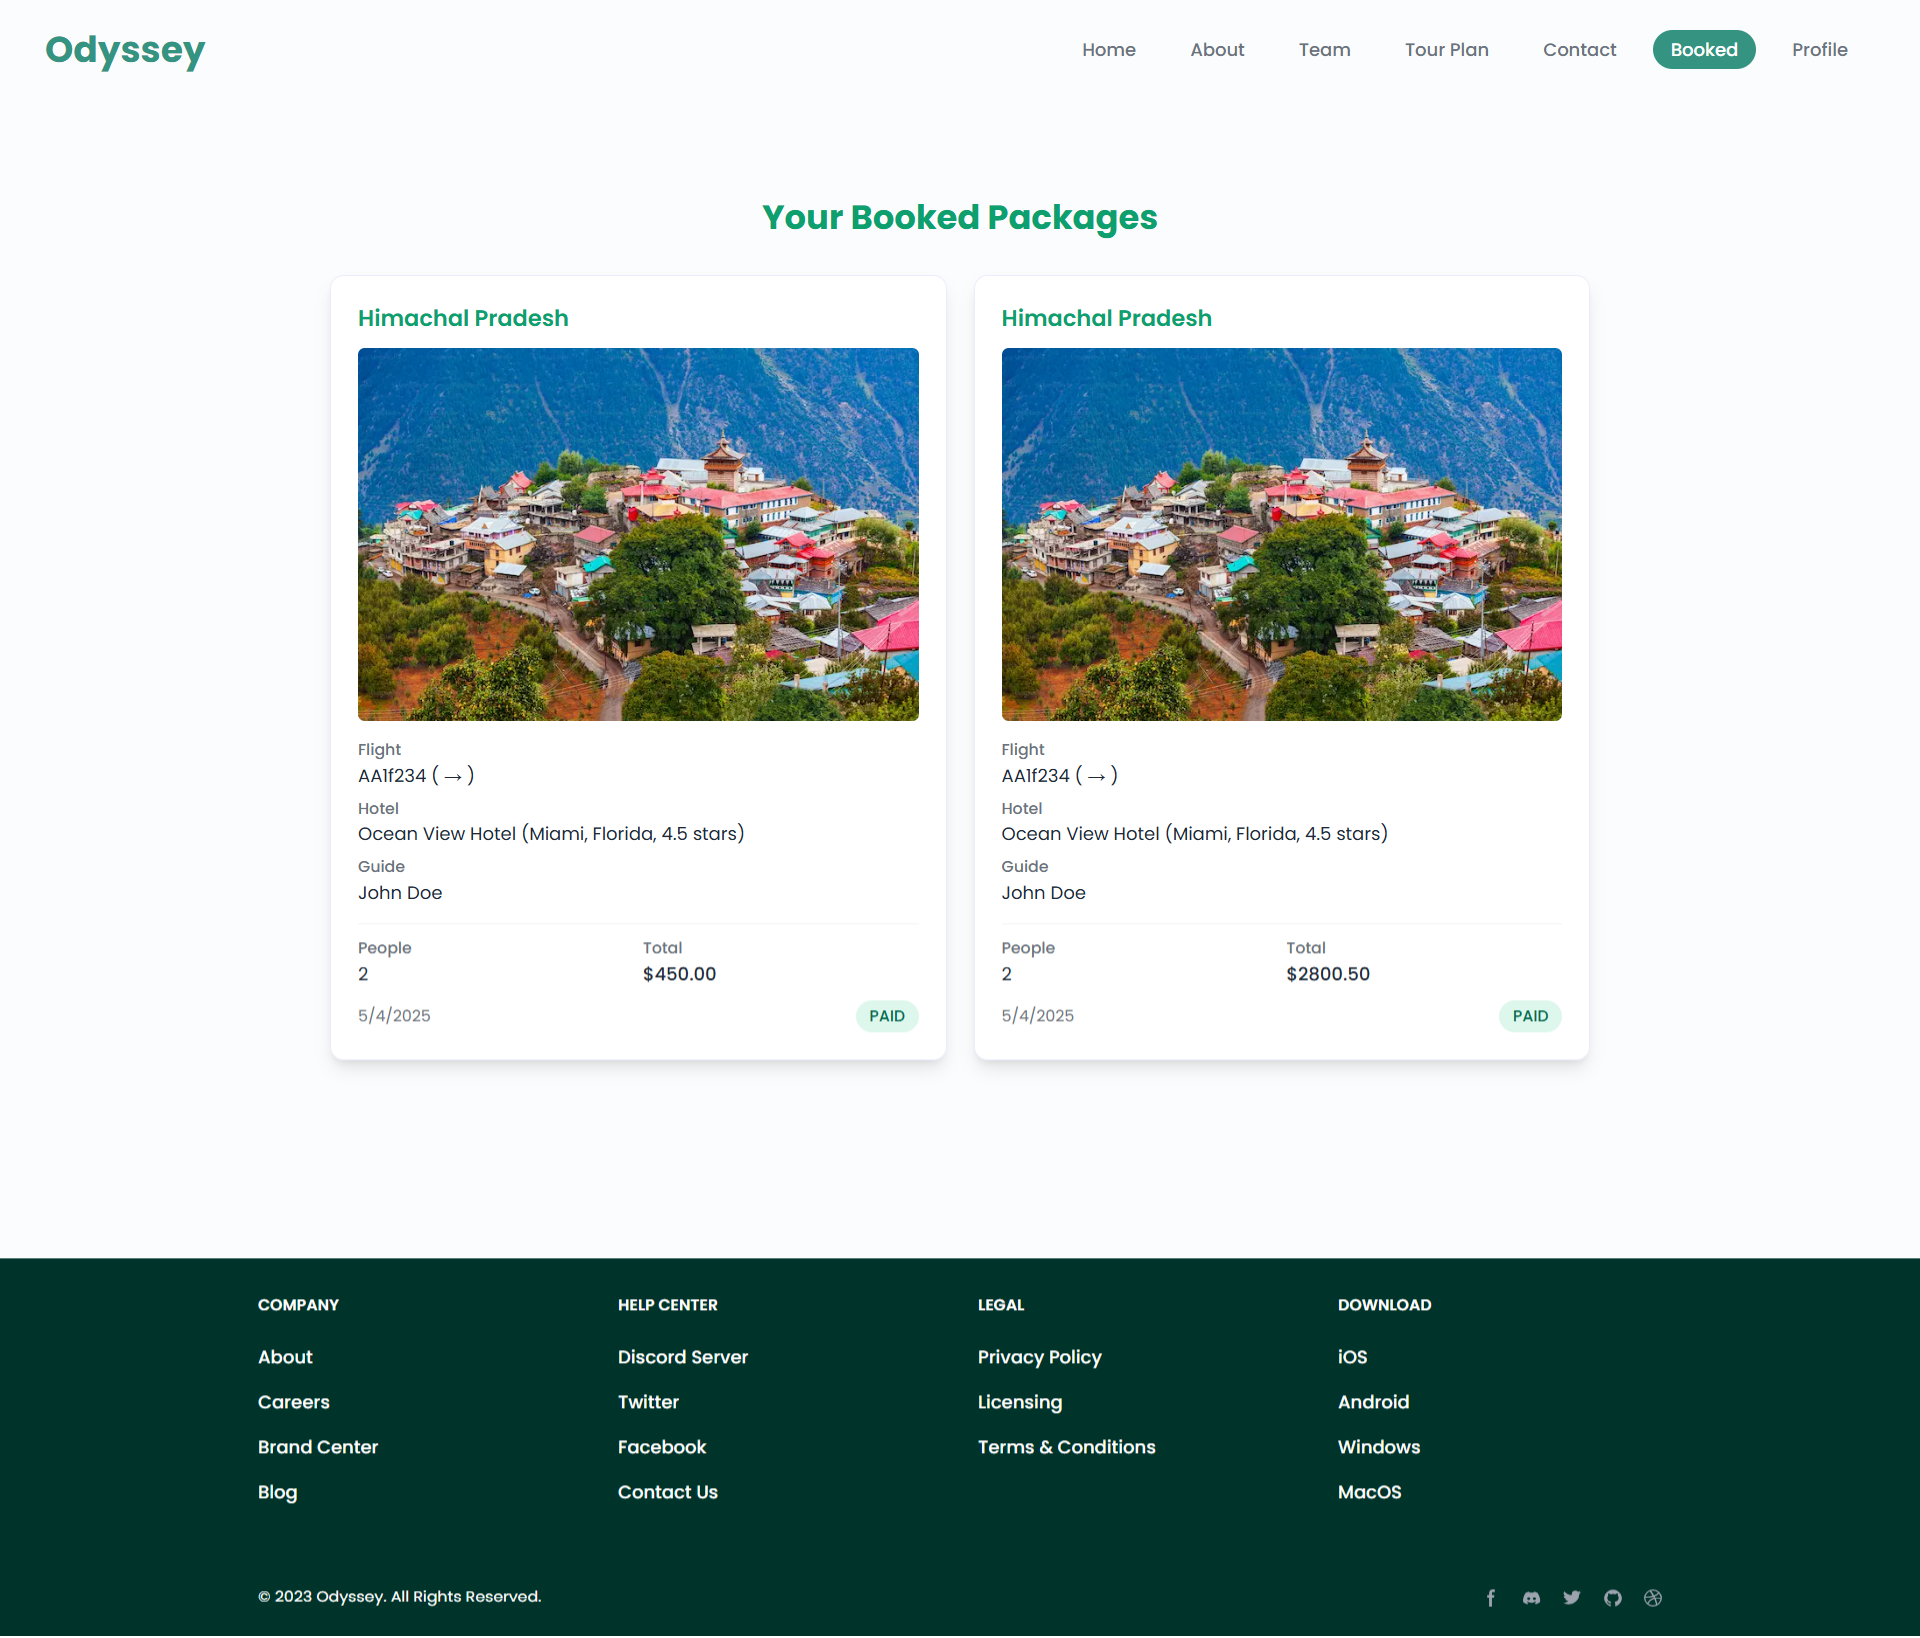 Odyssey
Home
About
Team
Tour Plan
Contact
Booked
Profile
Your Booked Packages
Himachal Pradesh
Flight
AA1f234 ( → )
Hotel
Ocean View Hotel (Miami, Florida, 4.5 stars)
Guide
John Doe
People
2
Total
$450.00
5/4/2025
PAID
Himachal Pradesh
Flight
AA1f234 ( → )
Hotel
Ocean View Hotel (Miami, Florida, 4.5 stars)
Guide
John Doe
People
2
Total
$2800.50
5/4/2025
PAID
COMPANY
About
Careers
Brand Center
Blog
HELP CENTER
Discord Server
Twitter
Facebook
Contact Us
LEGAL
Privacy Policy
Licensing
Terms & Conditions
DOWNLOAD
iOS
Android
Windows
MacOS
© 2023 Odyssey. All Rights Reserved.